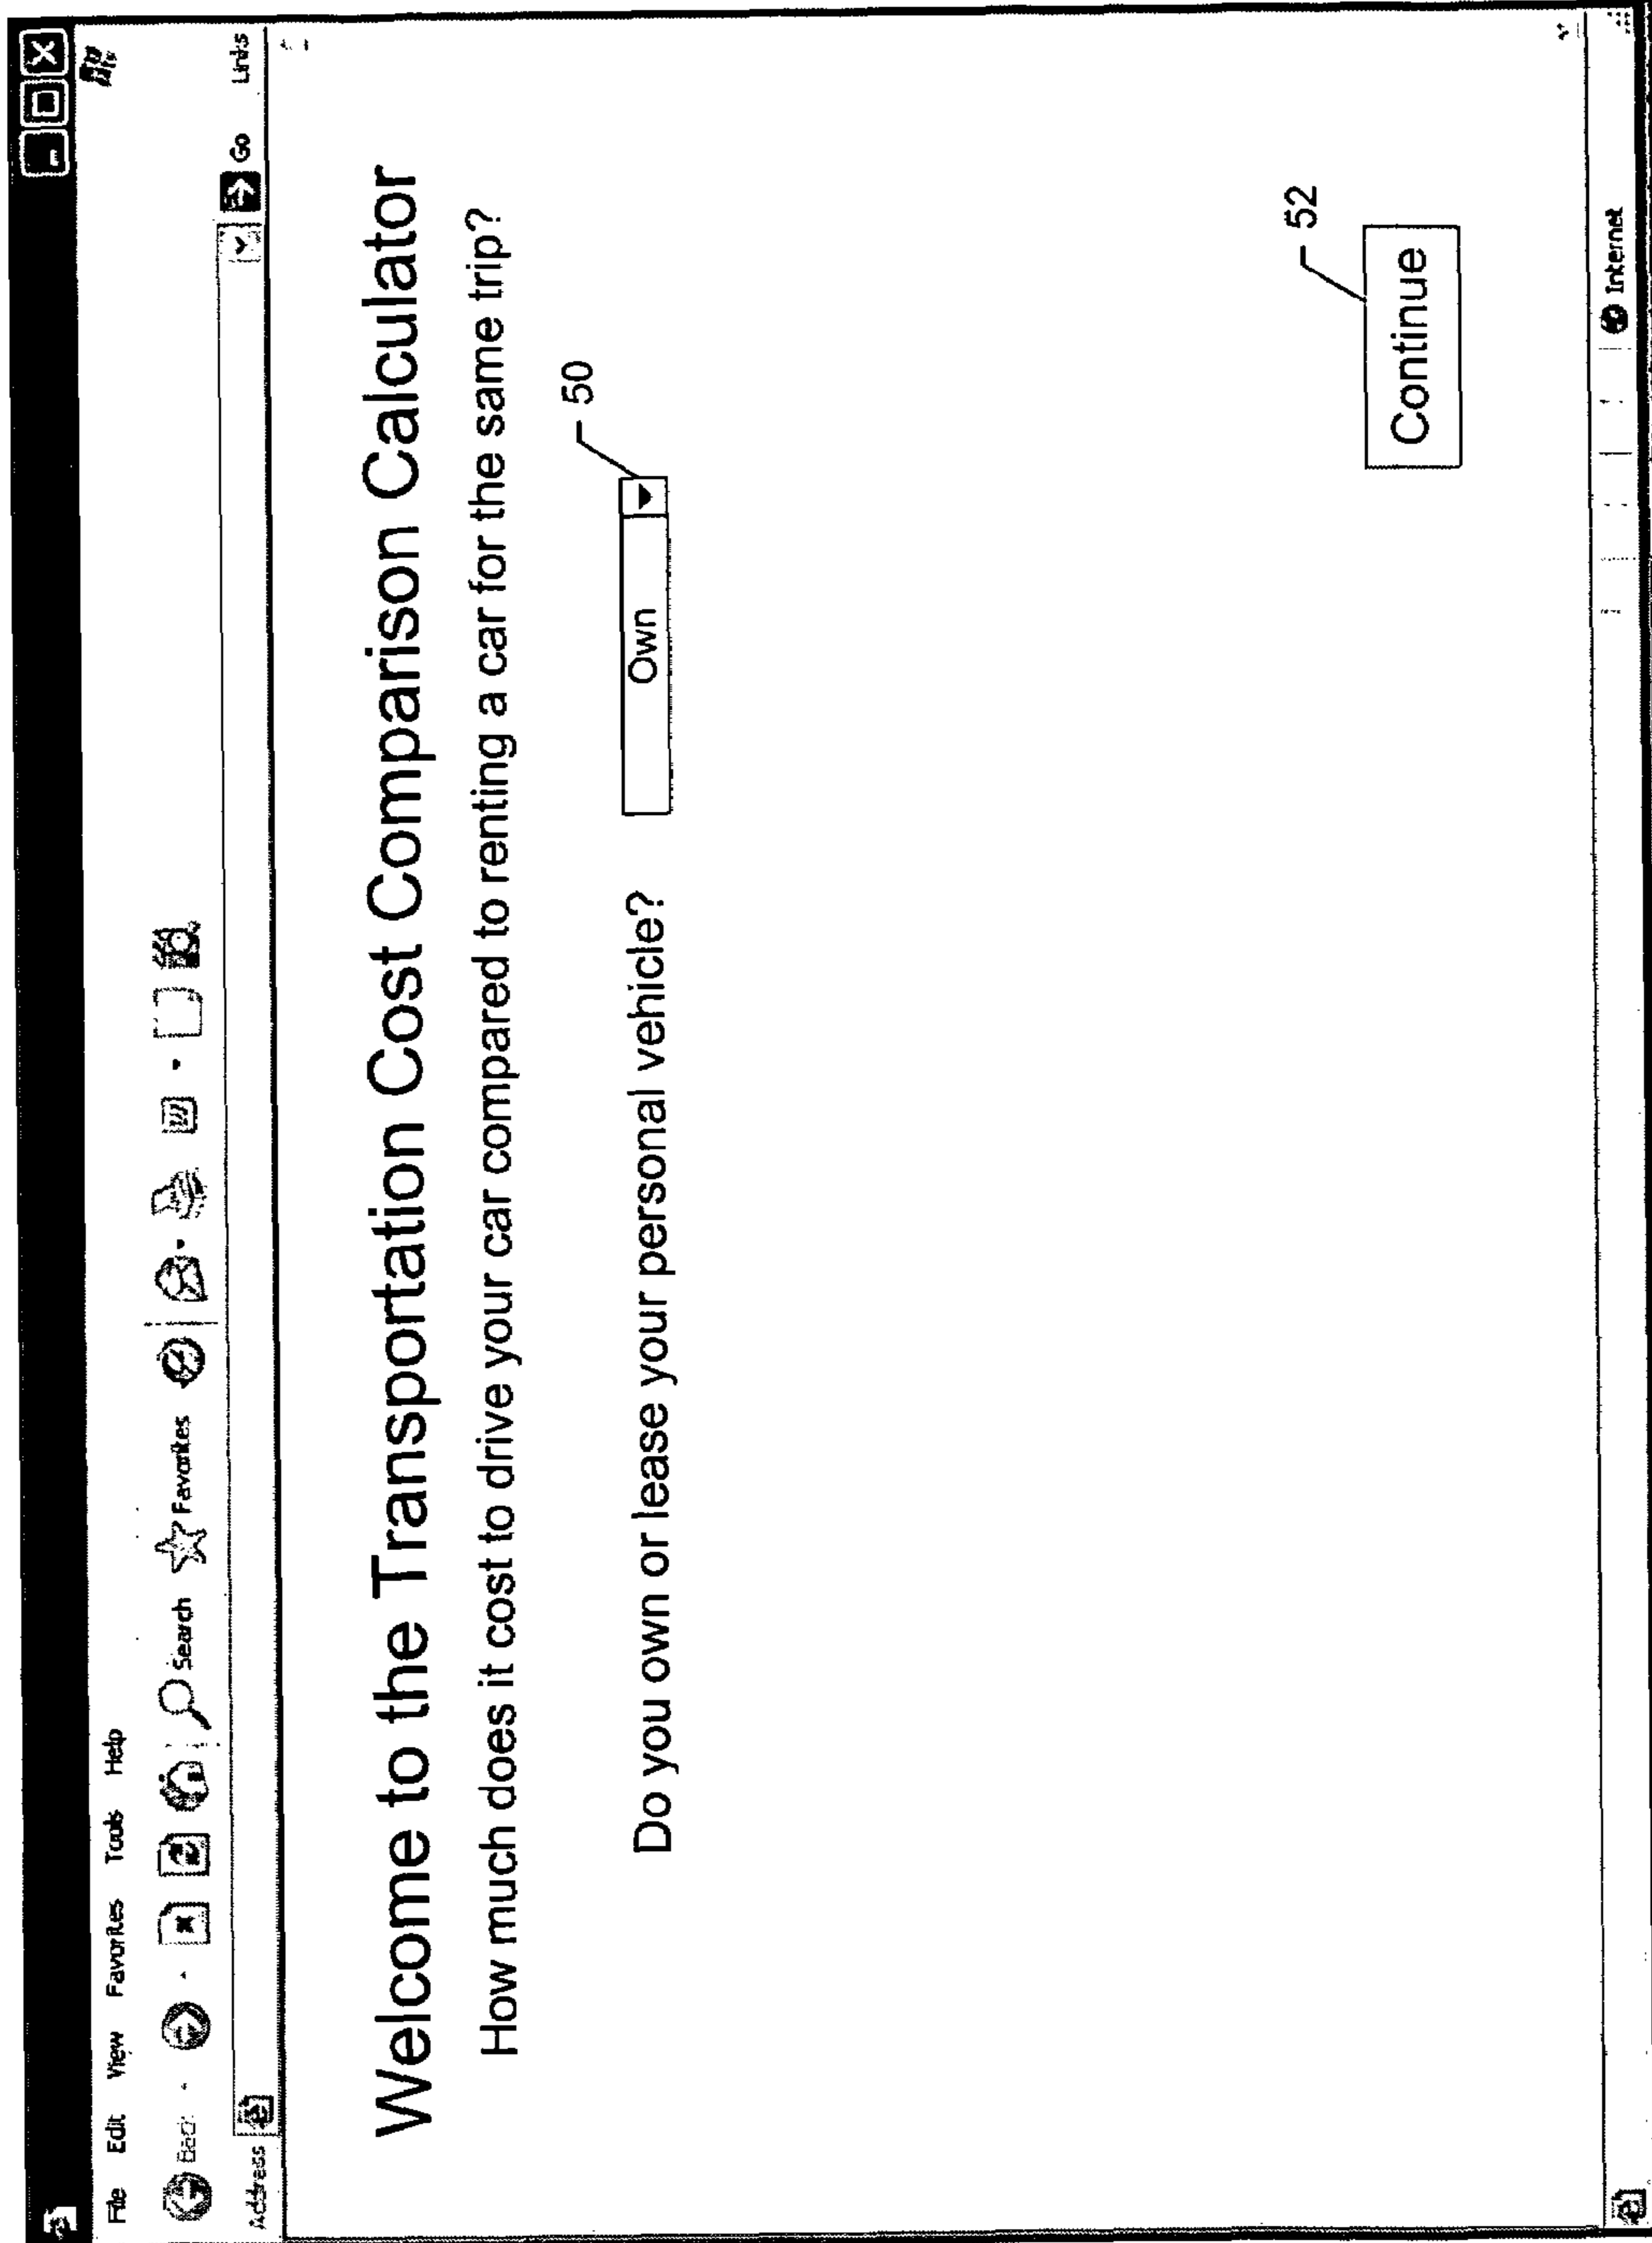 File Edit View Favorites Tools Help
Back Search Favorites
Address Go Links
Welcome to the Transportation Cost Comparison Calculator
How much does it cost to drive your car compared to renting a car for the same trip?
50
Do you own or lease your personal vehicle? Own
52
Continue
Internet